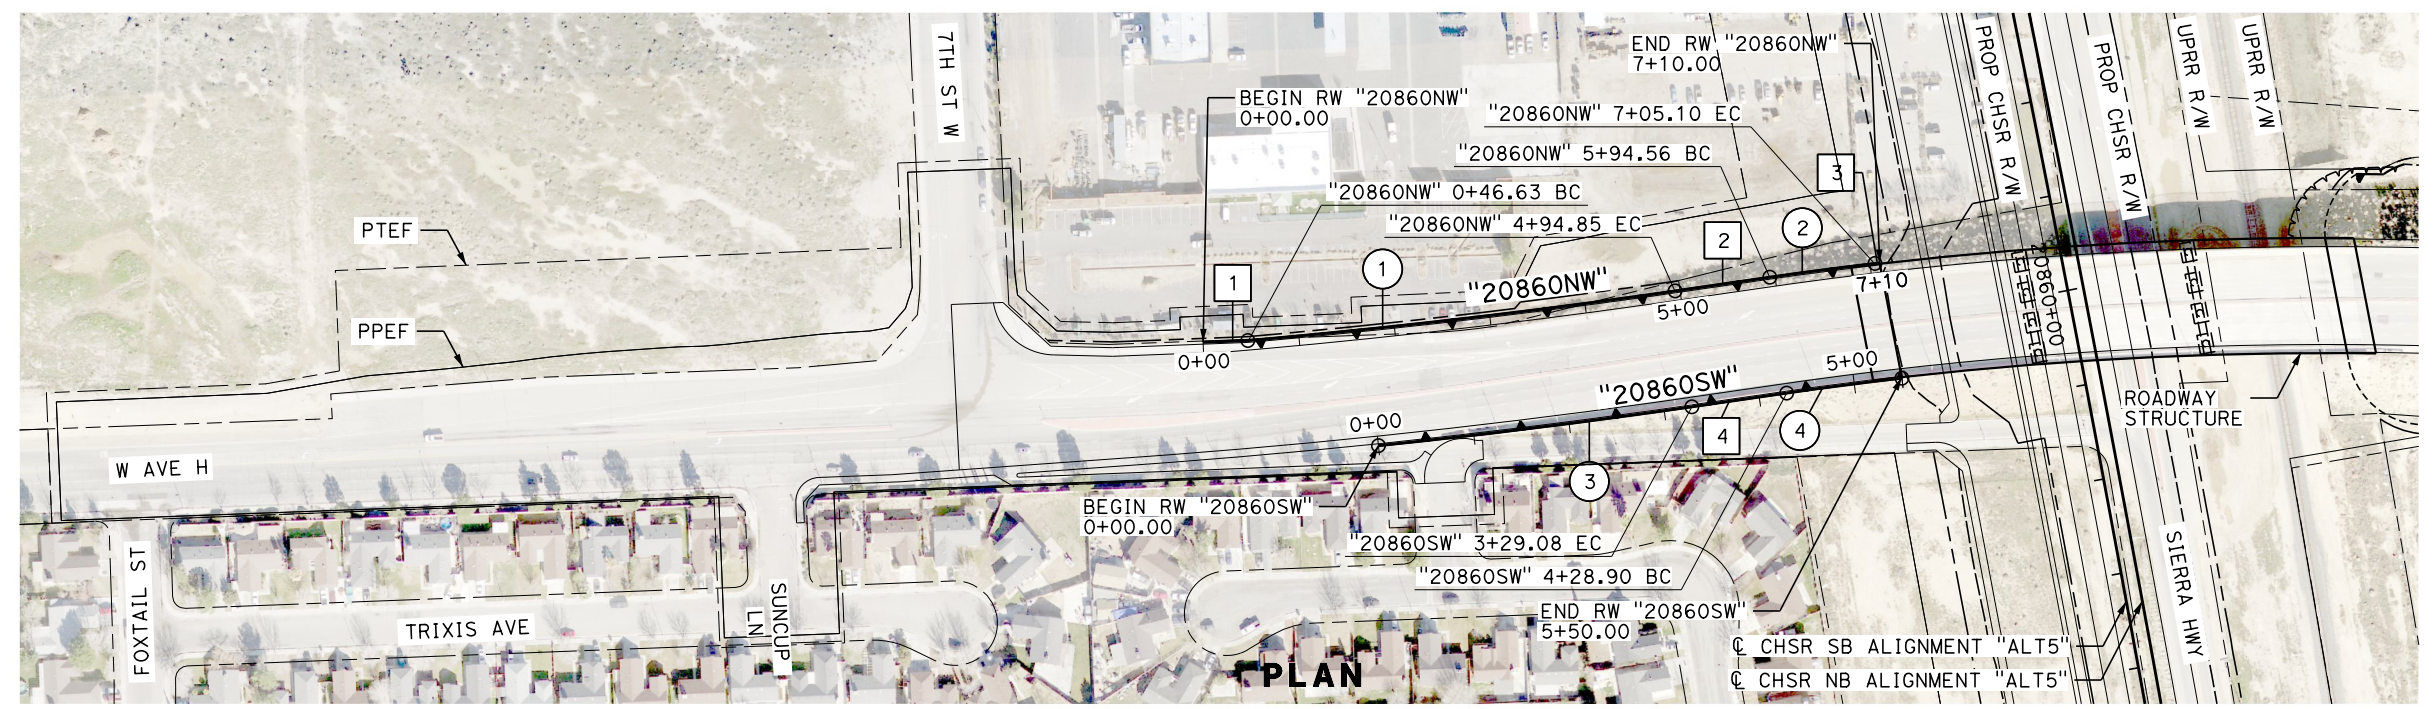 7TH ST W
BEGIN RW "20860NW"
0+00.00
END RW "20860NW"
7+10.00
"20860NW" 7+05.10 EC
"20860NW" 5+94.56 BC
"20860NW" 0+46.63 BC
"20860NW" 4+94.85 EC
PROP CHSR R/W
PROP CHSR R/W
UPRR R/W
UPRR R/W
3
2
2
1
1
PTEF
PPEF
"20860NW"
0+00
5+00
7+10
20860+00
"20860SW"
0+00
5+00
ROADWAY
STRUCTURE
W AVE H
4
4
3
BEGIN RW "20860SW"
0+00.00
"20860SW" 3+29.08 EC
"20860SW" 4+28.90 BC
END RW "20860SW"
5+50.00
FOXTAIL ST
TRIXIS AVE
SUNCUP
LN
SIERRA HWY
℄ CHSR SB ALIGNMENT "ALT5"
℄ CHSR NB ALIGNMENT "ALT5"
PLAN